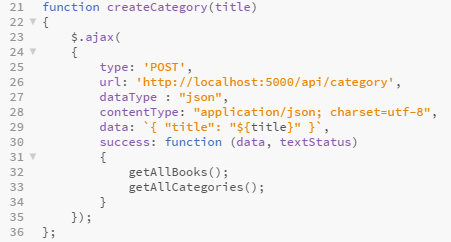 21 function createCategory(title)
22 {
23     $.ajax(
24     {
25         type: 'POST',
26         url: 'http://localhost:5000/api/category',
27         dataType : "json",
28         contentType: "application/json; charset=utf-8",
29         data: `{ "title": "${title}" }`,
30         success: function (data, textStatus)
31         {
32             getAllBooks();
33             getAllCategories();
34         }
35     });
36 };